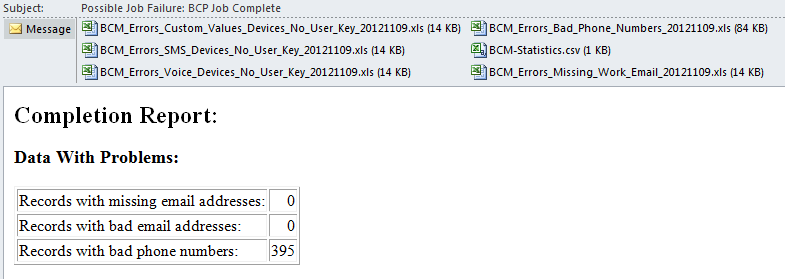 Subject: Possible Job Failure: BCP Job Complete
Message BCM_Errors_Custom_Values_Devices_No_User_Key_20121109.xls (14 KB) BCM_Errors_Bad_Phone_Numbers_20121109.xls (84 KB)
BCM_Errors_SMS_Devices_No_User_Key_20121109.xls (14 KB) BCM-Statistics.csv (1 KB)
BCM_Errors_Voice_Devices_No_User_Key_20121109.xls (14 KB) BCM_Errors_Missing_Work_Email_20121109.xls (14 KB)
Completion Report:
Data With Problems:
Records with missing email addresses: 0
Records with bad email addresses: 0
Records with bad phone numbers: 395